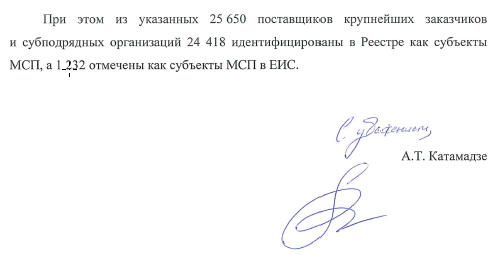 При этом из указанных 25 650 поставщиков крупнейших заказчиков
и субподрядных организаций 24 418 идентифицированы в Реестре как субъекты
МСП, а 1 232 отмечены как субъекты МСП в ЕИС.
С уважением,
А.Т. Катамадзе